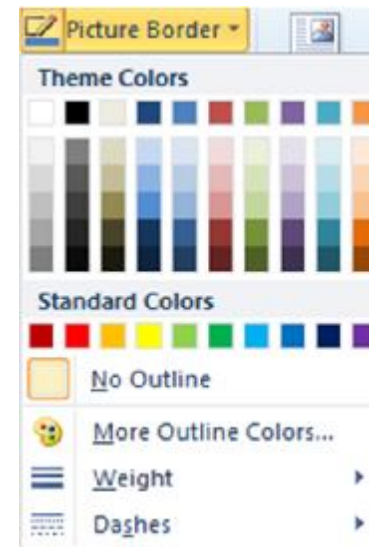 Picture Border
Theme Colors
Standard Colors
No Outline
More Outline Colors...
Weight
Dashes